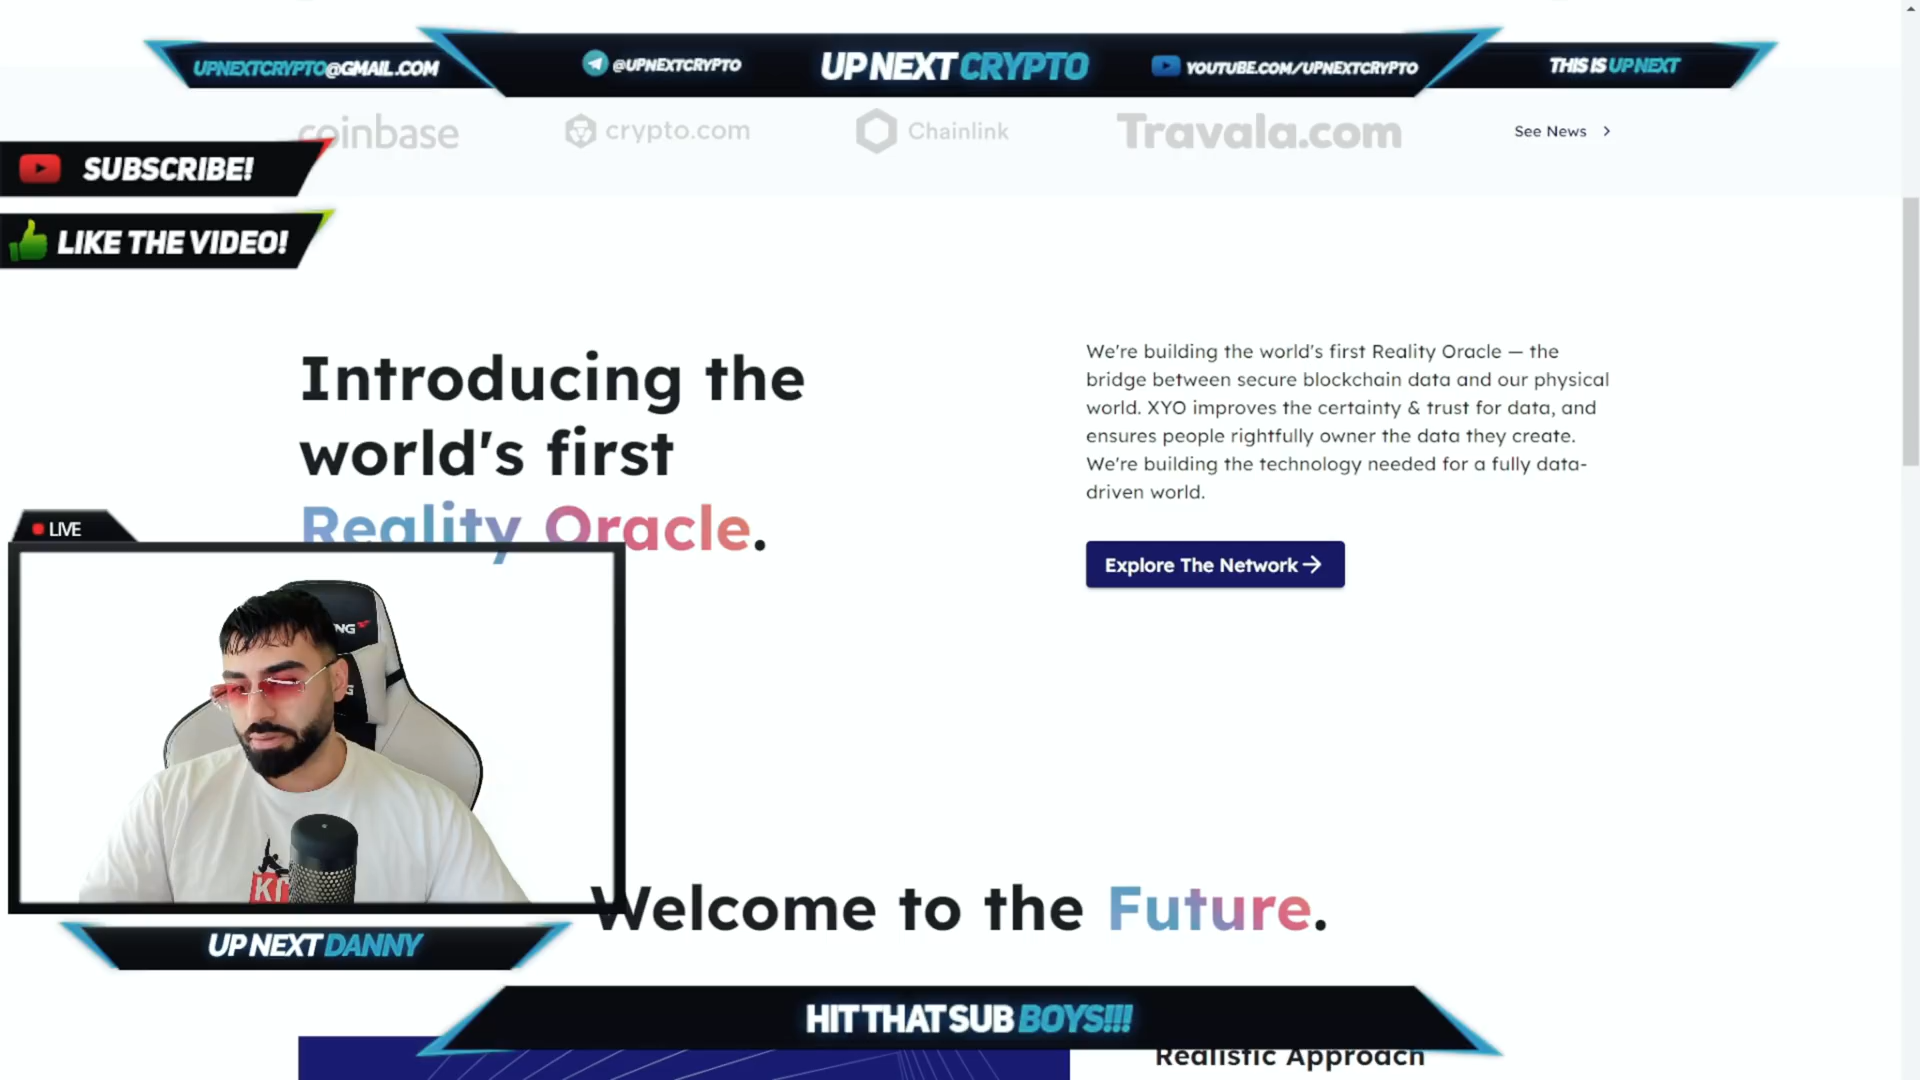 UPNEXTCRYPTO@GMAIL.COM
@UPNEXTCRYPTO
UP NEXT CRYPTO
YOUTUBE.COM/UPNEXTCRYPTO
THIS IS UP NEXT
coinbase
crypto.com
Chainlink
Travala.com
See News
SUBSCRIBE!
LIKE THE VIDEO!
Introducing the
world's first
Reality Oracle.
We're building the world's first Reality Oracle — the
bridge between secure blockchain data and our physical
world. XYO improves the certainty & trust for data, and
ensures people rightfully owner the data they create.
We're building the technology needed for a fully data-
driven world.
Explore The Network
LIVE
NG
G
KI
UP NEXT DANNY
Welcome to the Future.
HIT THAT SUB BOYS!!!
Realistic Approach